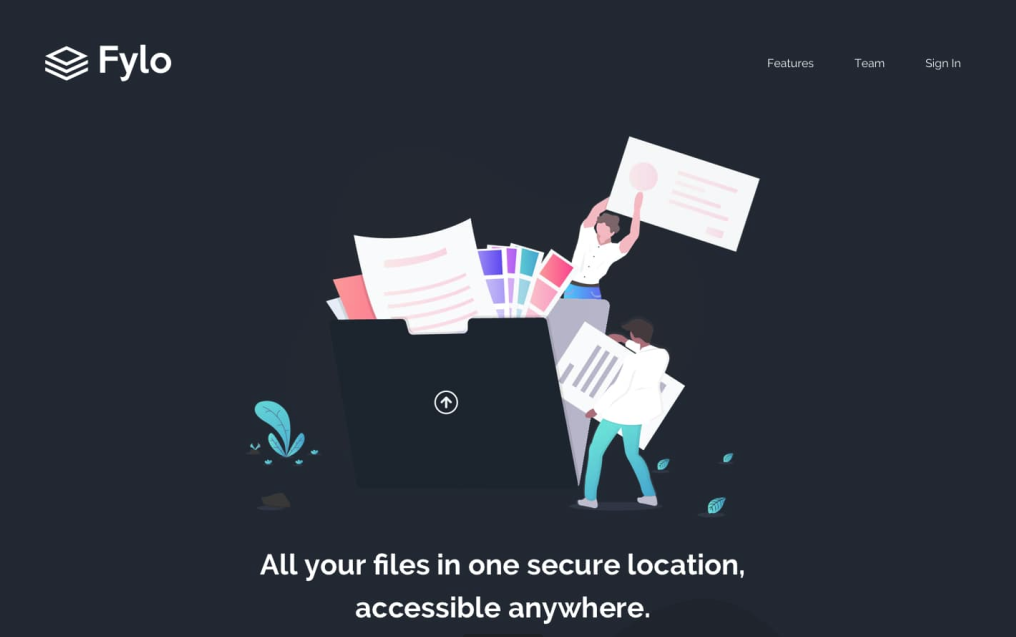 Fylo
Features
Team
Sign In
All your files in one secure location,
accessible anywhere.